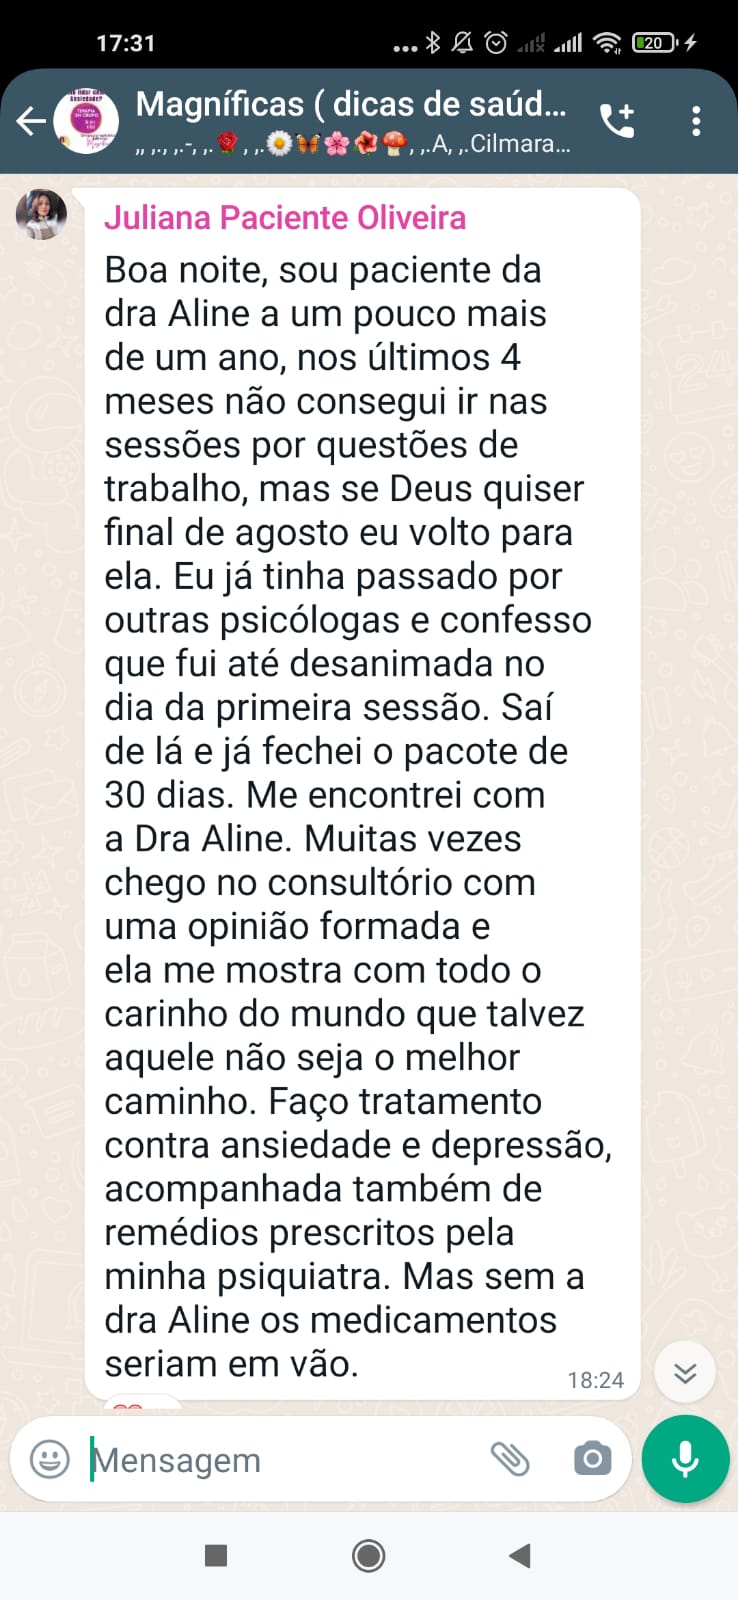 17:31
20
Magníficas ( dicas de saúd...
,, ,., ,.-, ,.🌹, ,.🌼🦋🌸🌺🍄, ,.A, ,.Cilmara...
Juliana Paciente Oliveira
Boa noite, sou paciente da
dra Aline a um pouco mais
de um ano, nos últimos 4
meses não consegui ir nas
sessões por questões de
trabalho, mas se Deus quiser
final de agosto eu volto para
ela. Eu já tinha passado por
outras psicólogas e confesso
que fui até desanimada no
dia da primeira sessão. Saí
de lá e já fechei o pacote de
30 dias. Me encontrei com
a Dra Aline. Muitas vezes
chego no consultório com
uma opinião formada e
ela me mostra com todo o
carinho do mundo que talvez
aquele não seja o melhor
caminho. Faço tratamento
contra ansiedade e depressão,
acompanhada também de
remédios prescritos pela
minha psiquiatra. Mas sem a
dra Aline os medicamentos
seriam em vão.
18:24
Mensagem